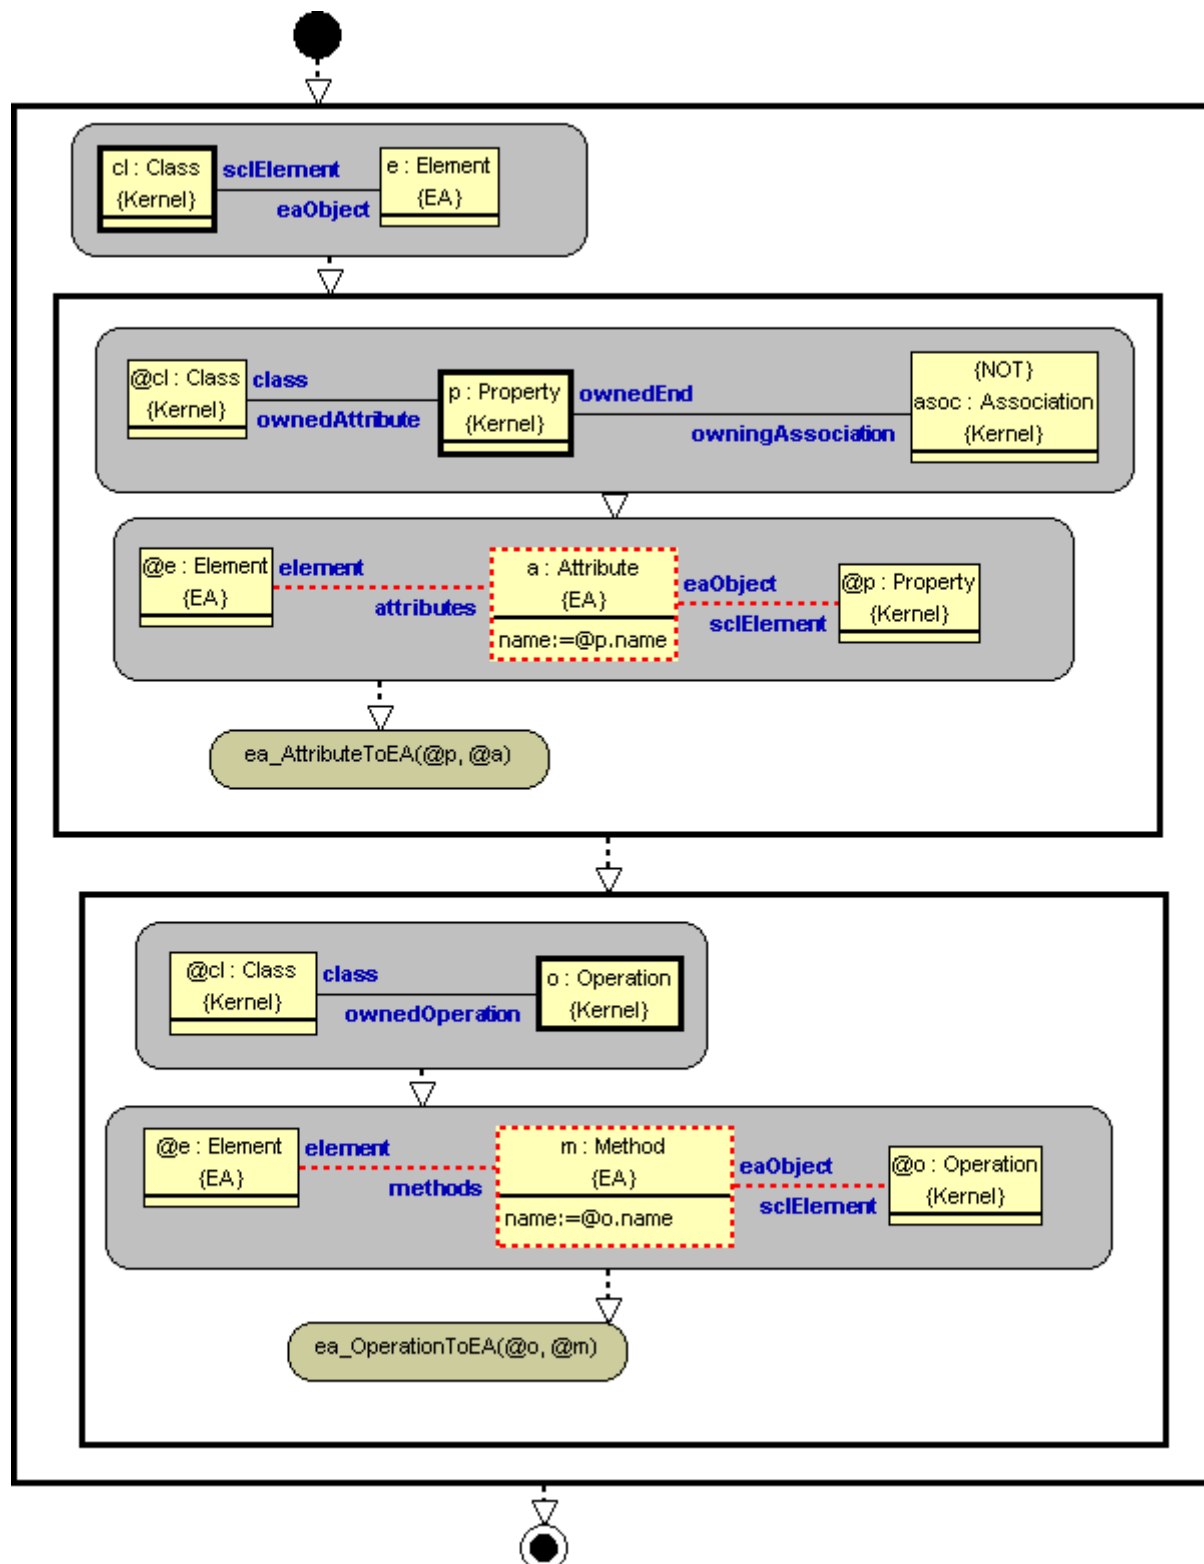 cl : Class
{Kernel}
sclElement
eaObject
e : Element
{EA}
@cl : Class
{Kernel}
class
ownedAttribute
p : Property
{Kernel}
ownedEnd
owningAssociation
{NOT}
asoc : Association
{Kernel}
@e : Element
{EA}
element
attributes
a : Attribute
{EA}
name:=@p.name
eaObject
sclElement
@p : Property
{Kernel}
ea_AttributeToEA(@p, @a)
@cl : Class
{Kernel}
class
ownedOperation
o : Operation
{Kernel}
@e : Element
{EA}
element
methods
m : Method
{EA}
name:=@o.name
eaObject
sclElement
@o : Operation
{Kernel}
ea_OperationToEA(@o, @m)